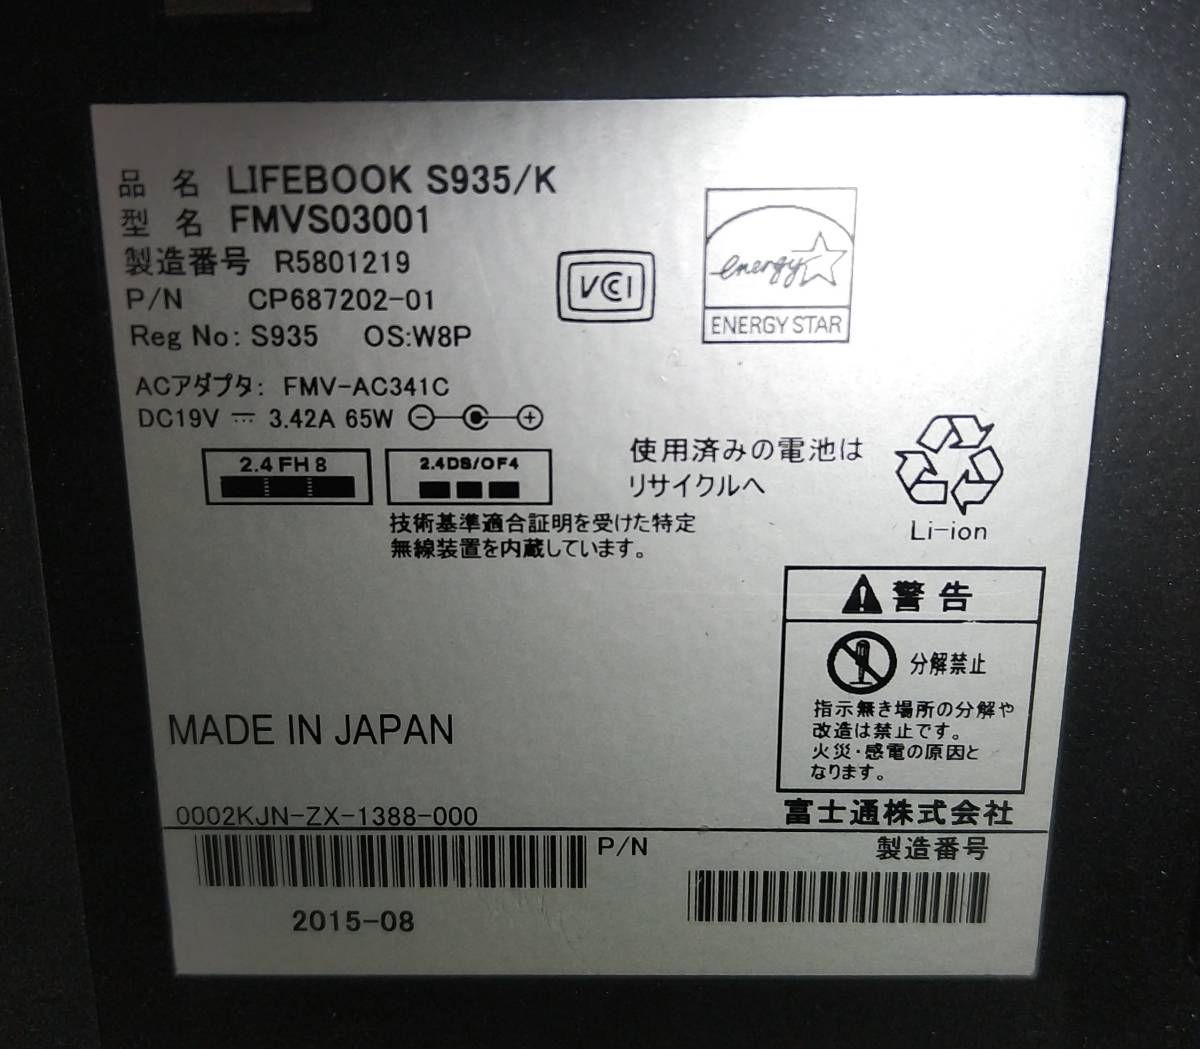 品名 LIFEBOOK S935/K
型名 FMVS03001
製造番号 R5801219
P/N CP687202-01
Reg No: S935 OS:W8P
VCCI
energy
ENERGY STAR
ACアダプタ: FMV-AC341C
DC19V ⎓ 3.42A 65W ⊖ ⊕
2.4FH8
2.4DS/OF4
技術基準適合証明を受けた特定
無線装置を内蔵しています。
使用済みの電池は
リサイクルへ
Li-ion
警告
分解禁止
指示無き場所の分解や
改造は禁止です。
火災・感電の原因と
なります。
MADE IN JAPAN
0002KJN-ZX-1388-000
富士通株式会社
P/N
製造番号
2015-08